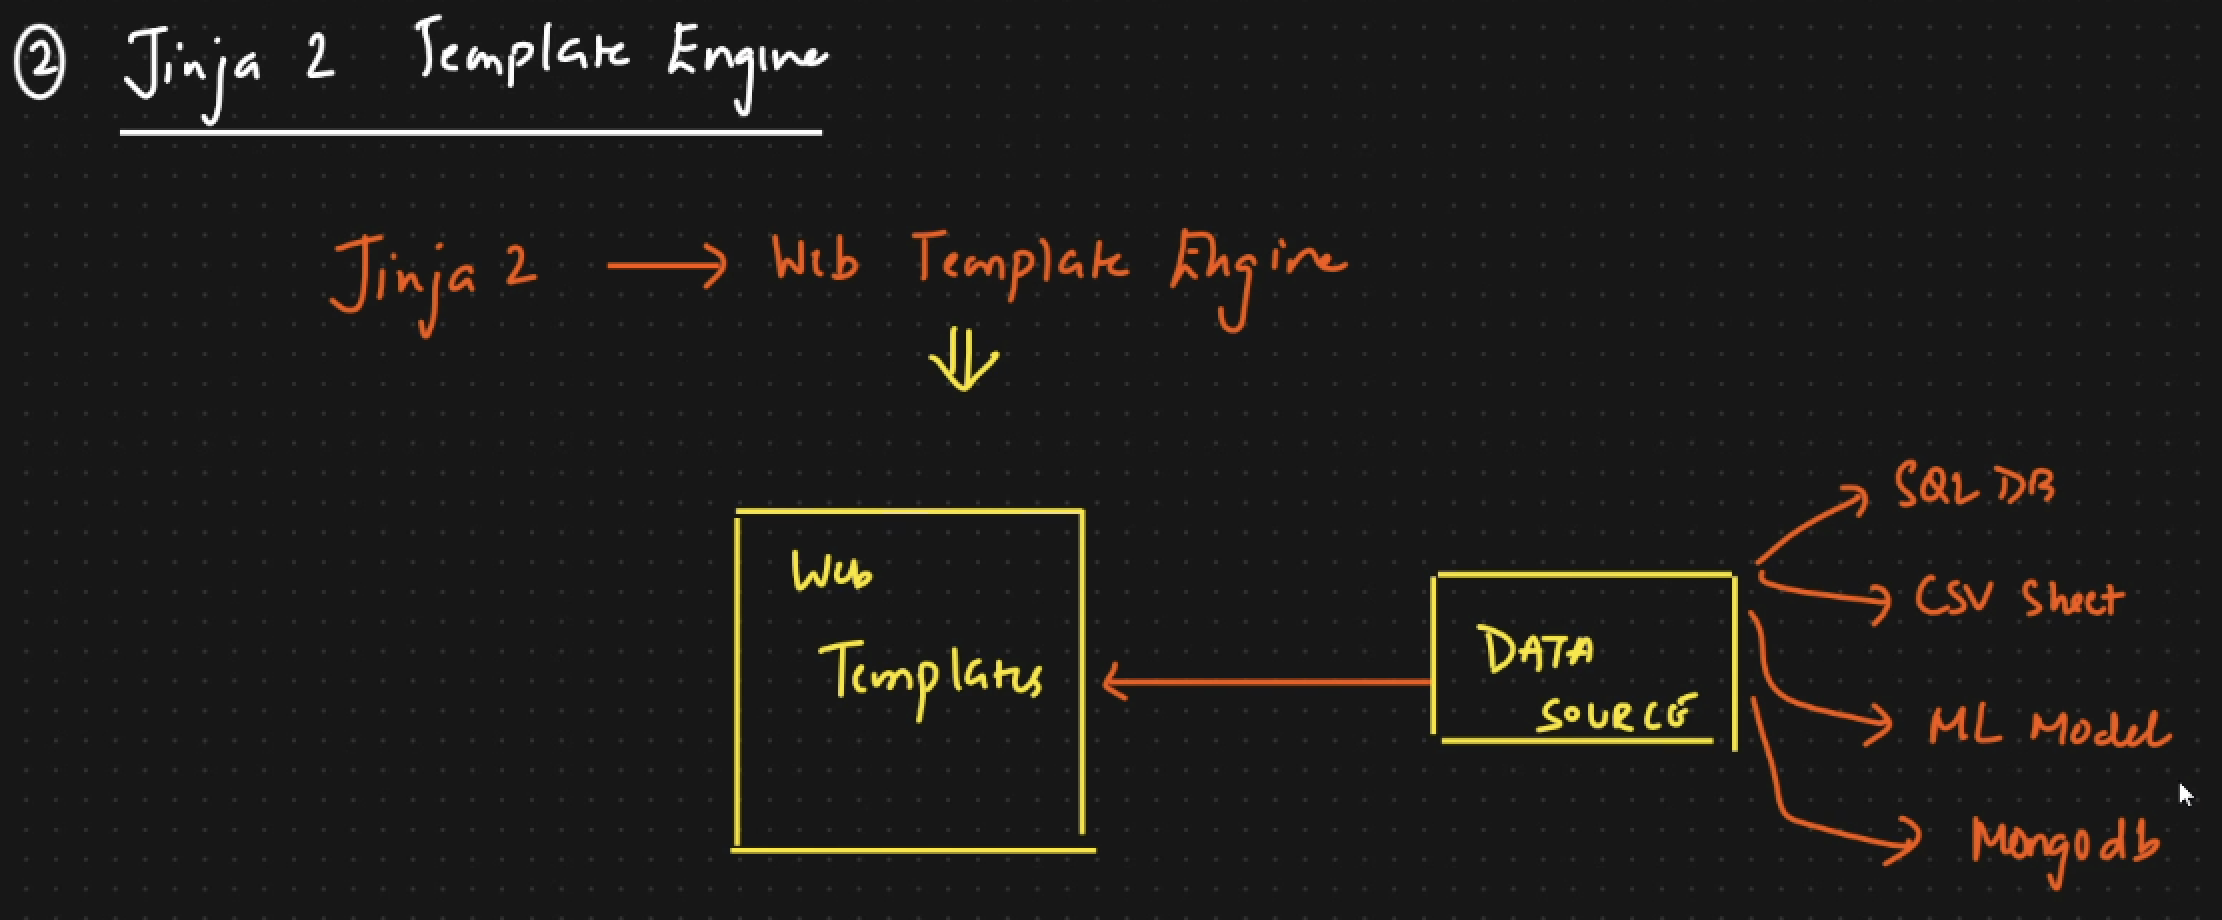 ② Jinja 2 Template Engine
Jinja 2 → Web Template Engine
Web
Templates
DATA
SOURCE
SQL DB
CSV Sheet
ML Model
Mongodb